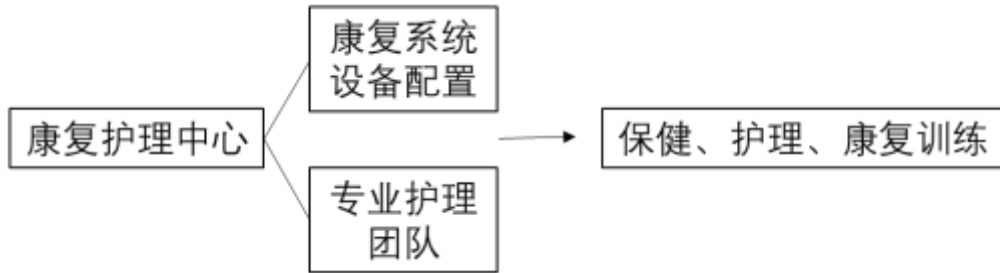 康复系统
设备配置
康复护理中心
保健、护理、康复训练
专业护理
团队